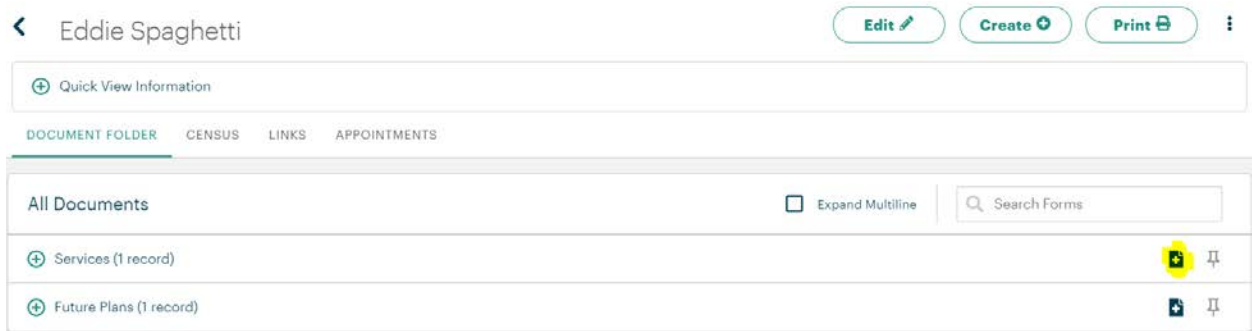 Eddie Spaghetti
Edit
Create
Print
Quick View Information
DOCUMENT FOLDER CENSUS LINKS APPOINTMENTS
All Documents
Expand Multiline
Search Forms
Services (1 record)
Future Plans (1 record)